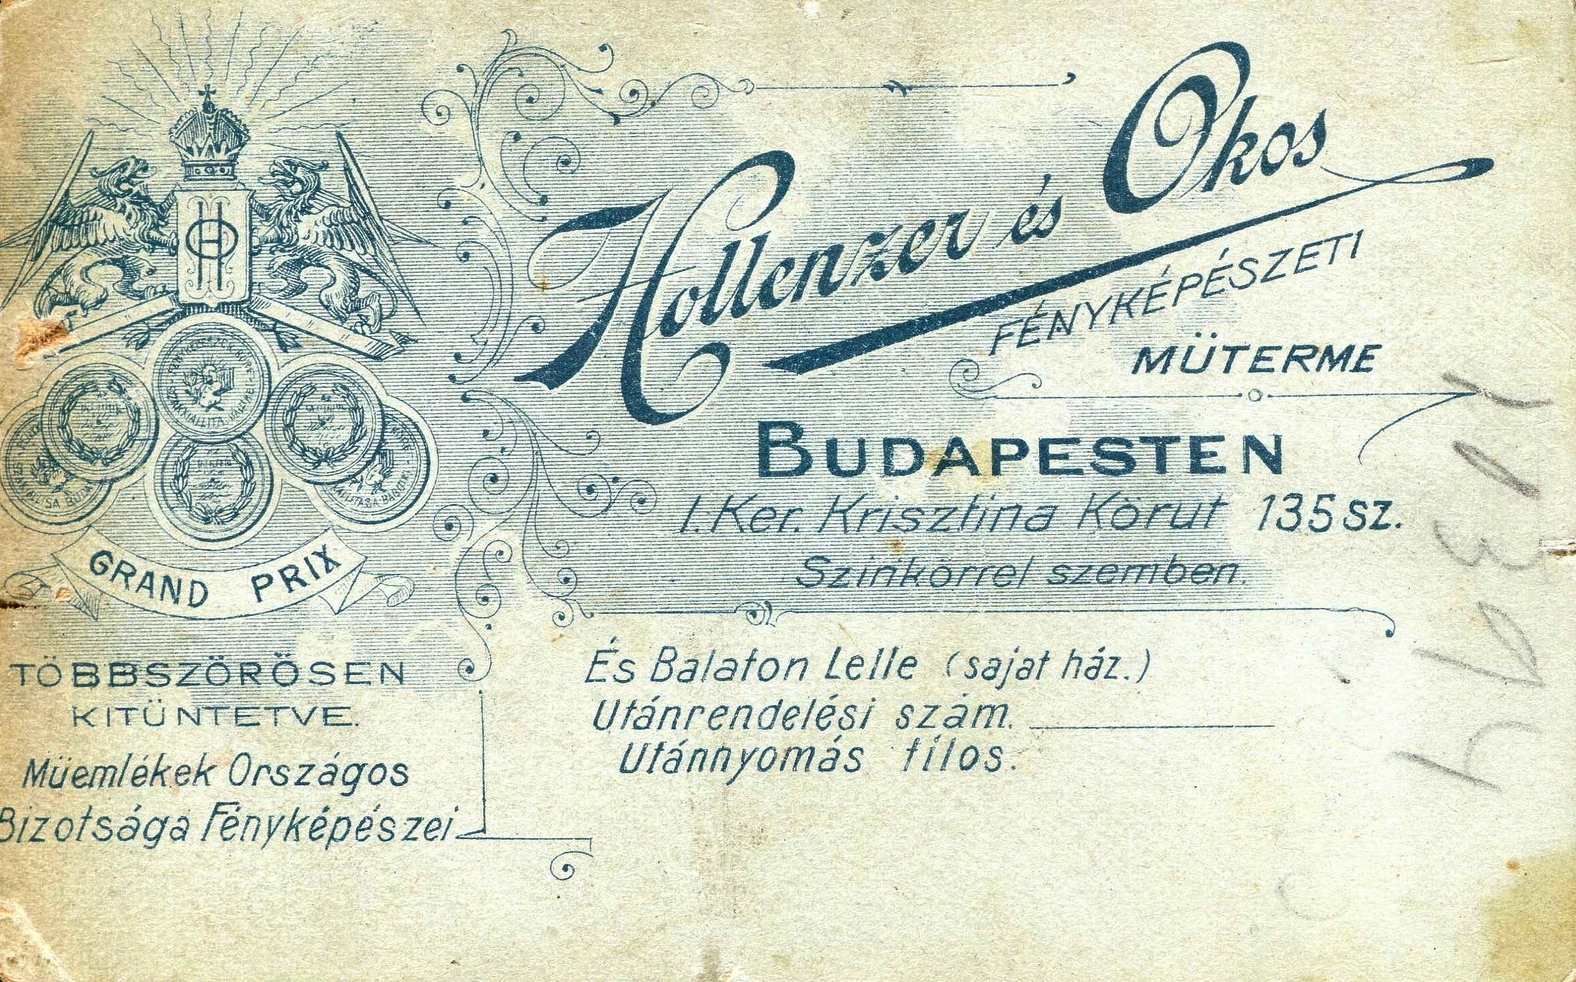 Hollenzer és Okos
FÉNYKÉPÉSZETI
MÜTERME
BUDAPESTEN
I. Ker. Krisztina Körut 135 sz.
Szinkörrel szemben.
És Balaton Lelle (sajat ház.)
Utánrendelési szám.
Utánnyomás tilos.
GRAND PRIX
TÖBBSZÖRÖSEN
KITÜNTETVE.
Müemlékek Országos
Bizotsága Fényképészei